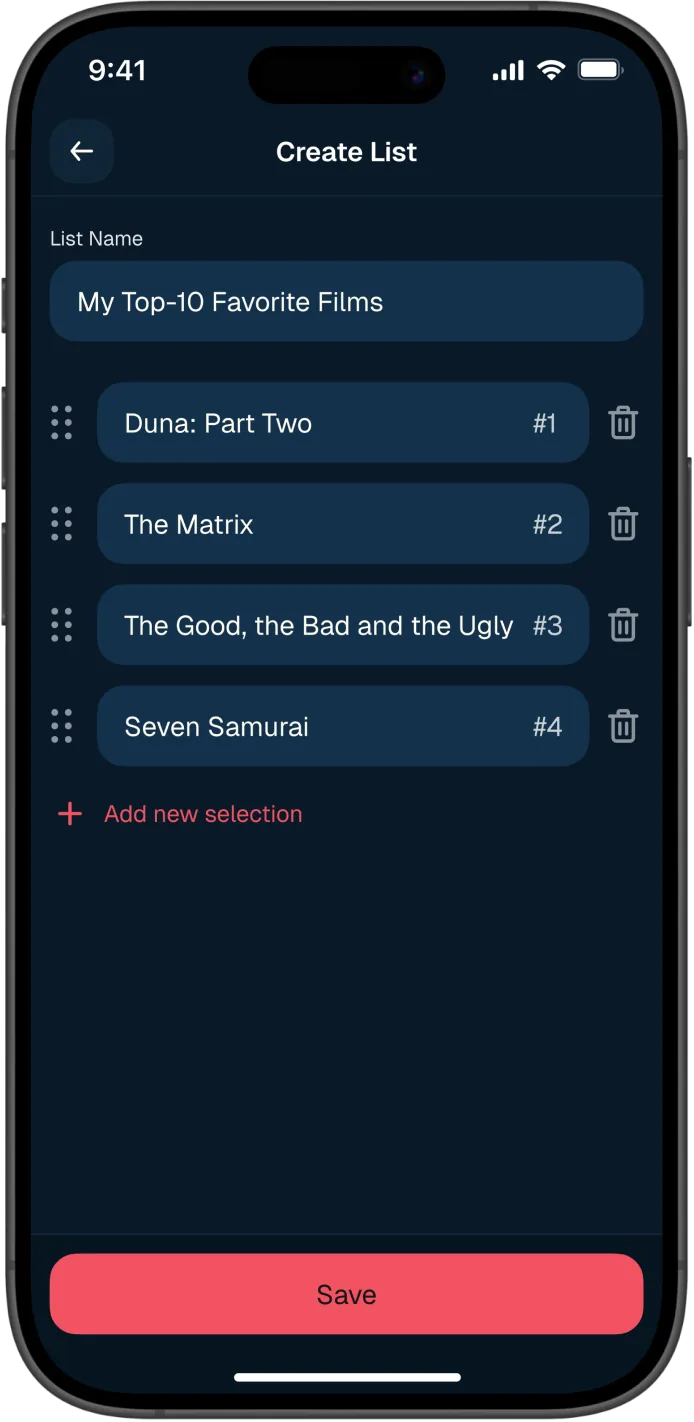 9:41
Create List
List Name
My Top-10 Favorite Films
Duna: Part Two #1
The Matrix #2
The Good, the Bad and the Ugly #3
Seven Samurai #4
Add new selection
Save